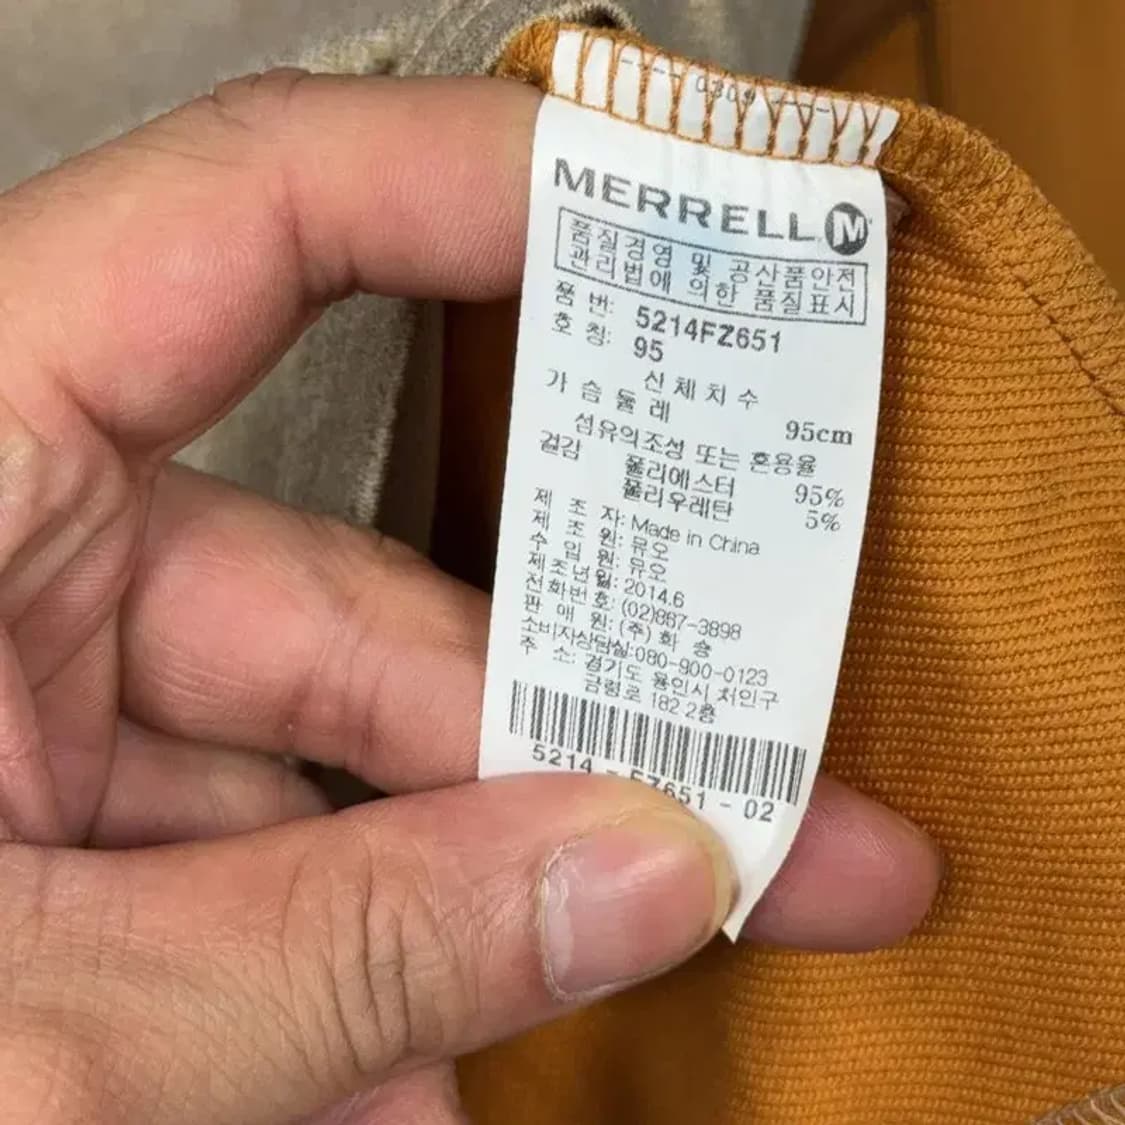 0309
MERRELL M
품질경영 및 공산품안전
관리법에 의한 품질표시
품 번: 5214FZ651
호 칭: 95
신체치수
가슴둘레 95cm
섬유의조성 또는 혼용율
겉감 폴리에스터 95%
폴리우레탄 5%
제 조 자: Made in China
제 조 원: 뮤오
수 입 원: 뮤오
제조년월: 2014.6
전화번호: (02)867-3898
판 매 원: (주) 화 승
소비자상담실:080-900-0123
주 소: 경기도 용인시 처인구
금령로 182 2층
5214 - FZ651 - 02